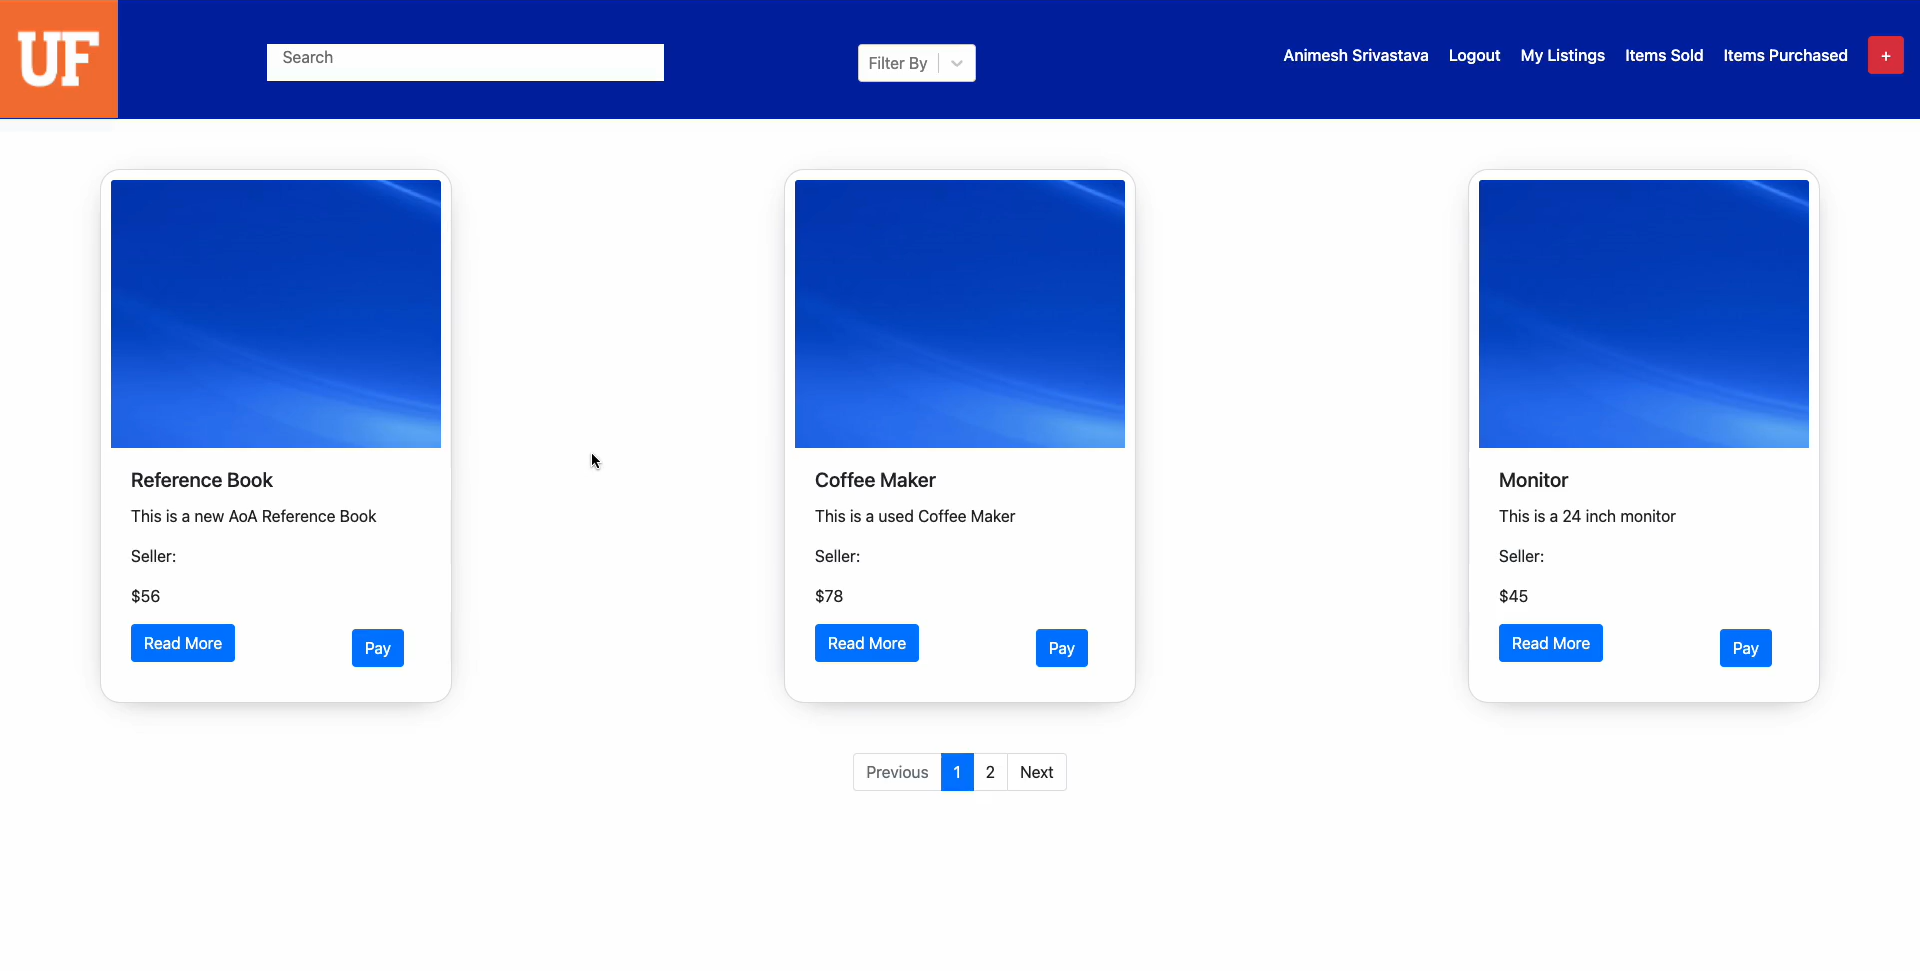 UF
Search
Filter By
Animesh Srivastava Logout My Listings Items Sold Items Purchased +
Reference Book
This is a new AoA Reference Book
Seller:
$56
Read More Pay
Coffee Maker
This is a used Coffee Maker
Seller:
$78
Read More Pay
Monitor
This is a 24 inch monitor
Seller:
$45
Read More Pay
Previous 1 2 Next